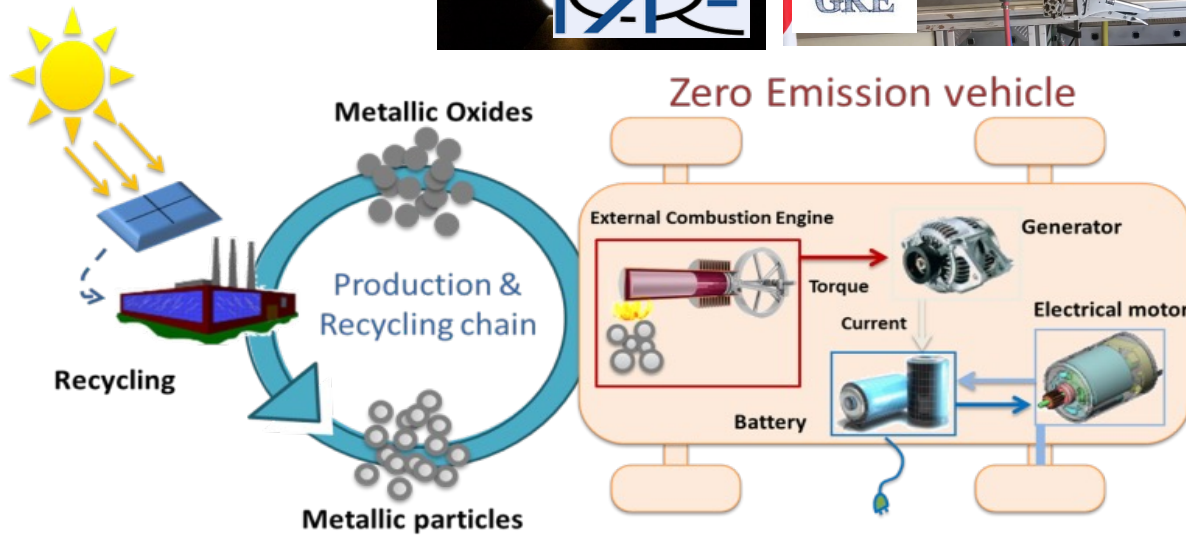 GRE
Zero Emission vehicle
Metallic Oxides
External Combustion Engine
Generator
Production &
Recycling chain
Torque
Current
Electrical motor
Recycling
Battery
Metallic particles